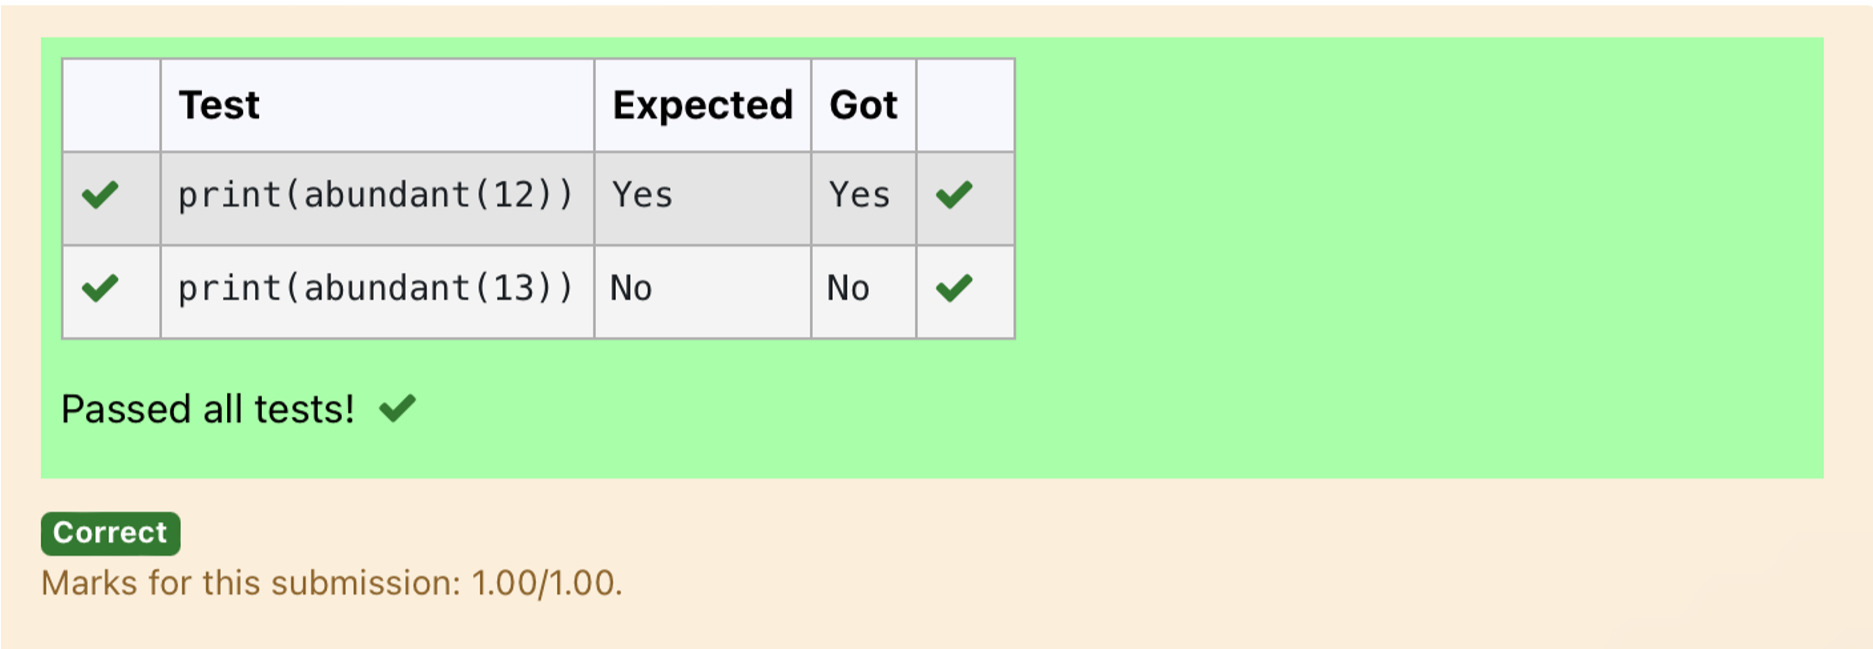 Test Expected Got
print(abundant(12)) Yes Yes
print(abundant(13)) No No
Passed all tests!
Correct
Marks for this submission: 1.00/1.00.